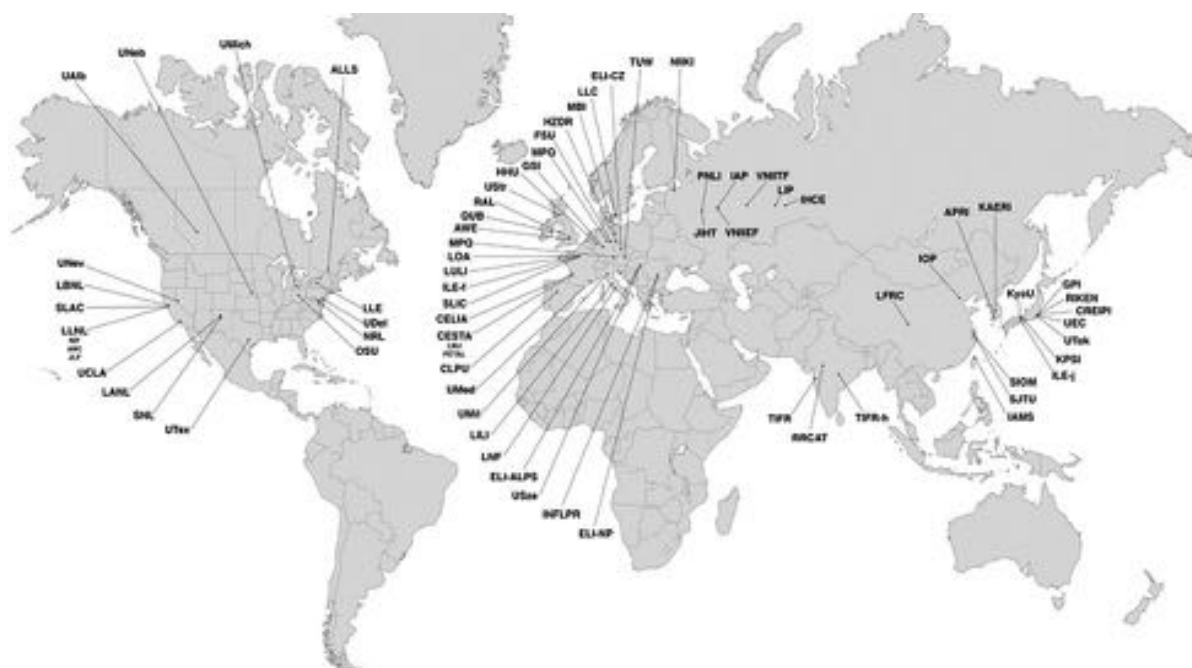 UMich
UNeb
ALLS
UAlb
TUW
NIIKI
ELI-CZ
LLC
MBI
HZDR
FSU
MPQ
GSI
HHU
UStr
RAL
QUB
AWE
MPQ
LOA
LULI
ILE-f
SLIC
CELIA
CESTA
CLPU
UMed
UMil
LILI
LNF
ELI-ALPS
USze
INFLPR
ELI-NP
UNev
LBNL
SLAC
LLNL
UCLA
LANL
SNL
UTex
LLE
UDel
NRL
OSU
PNLI
IAP
VNIITF
LIP
IHCE
JIHT
VNIIEF
APRI
KAERI
IOP
LFRC
KyoU
GPI
RIKEN
CREIPI
UEC
UTok
KPSI
ILE-j
SIOM
SJTU
IAMS
TIFR
RRCAT
TIFR-h